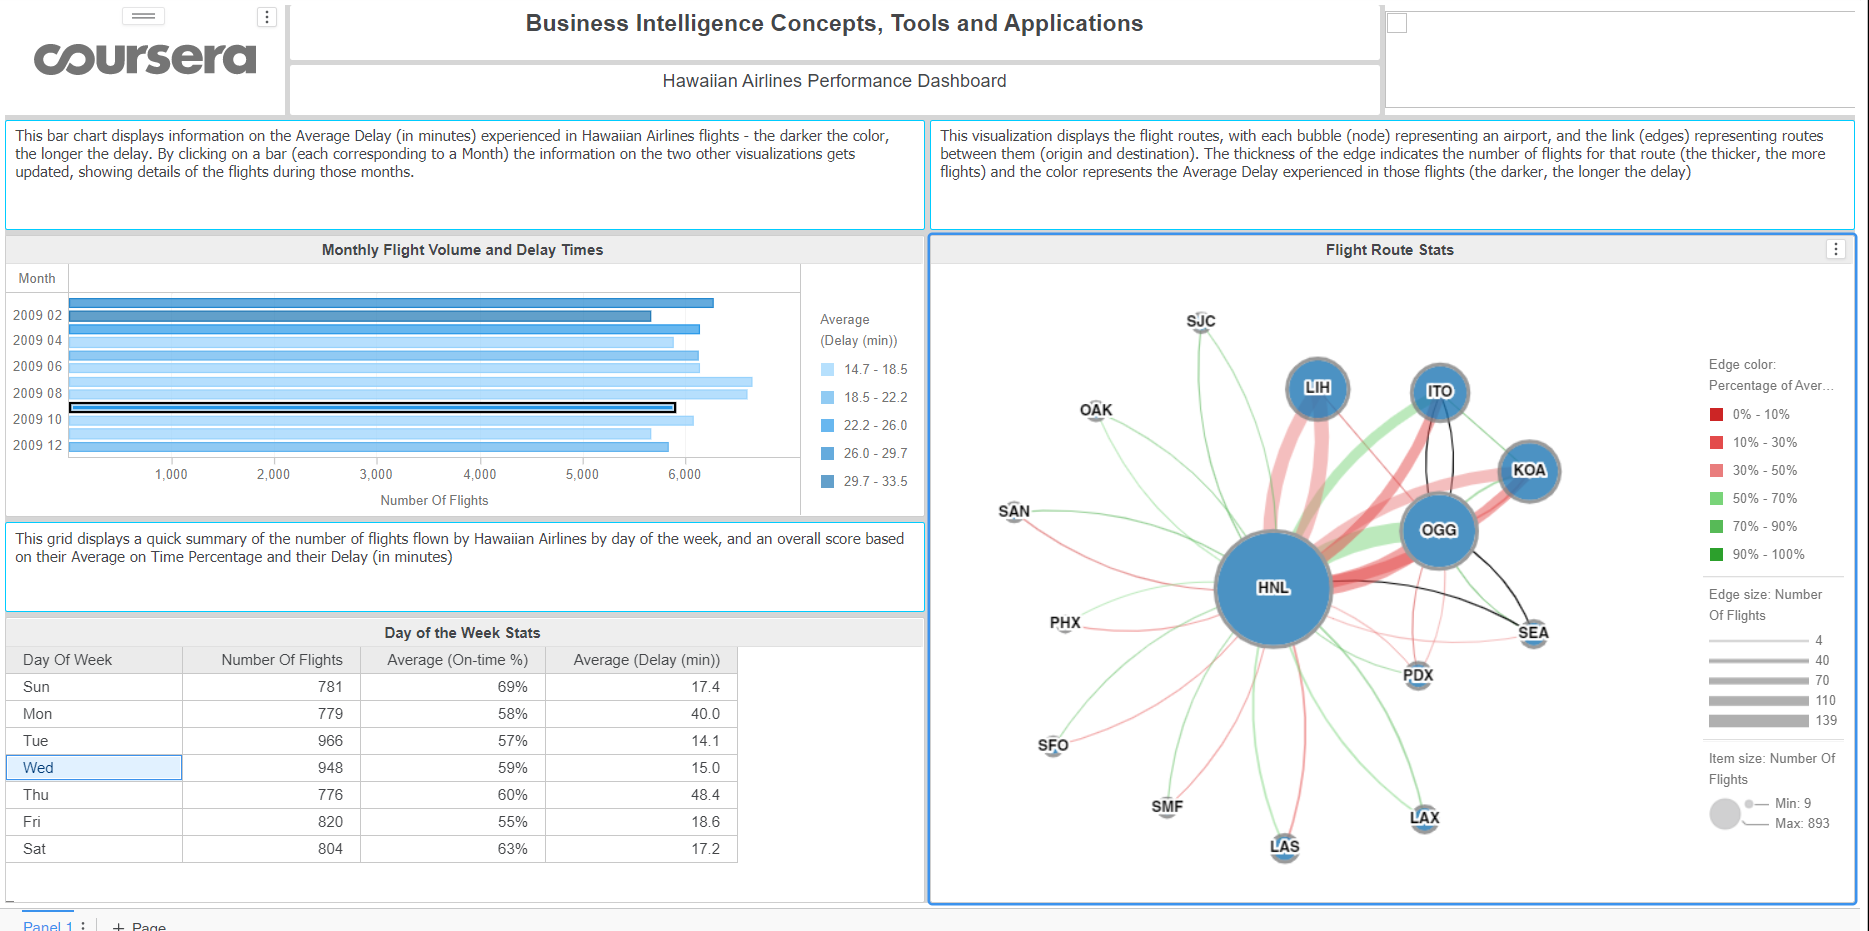 coursera
Business Intelligence Concepts, Tools and Applications
Hawaiian Airlines Performance Dashboard
This bar chart displays information on the Average Delay (in minutes) experienced in Hawaiian Airlines flights - the darker the color,
the longer the delay. By clicking on a bar (each corresponding to a Month) the information on the two other visualizations gets
updated, showing details of the flights during those months.
This visualization displays the flight routes, with each bubble (node) representing an airport, and the link (edges) representing routes
between them (origin and destination). The thickness of the edge indicates the number of flights for that route (the thicker, the more
flights) and the color represents the Average Delay experienced in those flights (the darker, the longer the delay)
Monthly Flight Volume and Delay Times
Month
2009 02
2009 04
2009 06
2009 08
2009 10
2009 12
1,000 2,000 3,000 4,000 5,000 6,000
Number Of Flights
Average
(Delay (min))
14.7 - 18.5
18.5 - 22.2
22.2 - 26.0
26.0 - 29.7
29.7 - 33.5
This grid displays a quick summary of the number of flights flown by Hawaiian Airlines by day of the week, and an overall score based
on their Average on Time Percentage and their Delay (in minutes)
Day of the Week Stats
Day Of Week Number Of Flights Average (On-time %) Average (Delay (min))
Sun 781 69% 17.4
Mon 779 58% 40.0
Tue 966 57% 14.1
Wed 948 59% 15.0
Thu 776 60% 48.4
Fri 820 55% 18.6
Sat 804 63% 17.2
Flight Route Stats
SJC
LIH
ITO
OAK
KOA
SAN
OGG
HNL
PHX
SEA
PDX
SFO
SMF
LAX
LAS
Edge color:
Percentage of Aver...
0% - 10%
10% - 30%
30% - 50%
50% - 70%
70% - 90%
90% - 100%
Edge size: Number
Of Flights
4
40
70
110
139
Item size: Number Of
Flights
Min: 9
Max: 893
Panel 1
+ Page